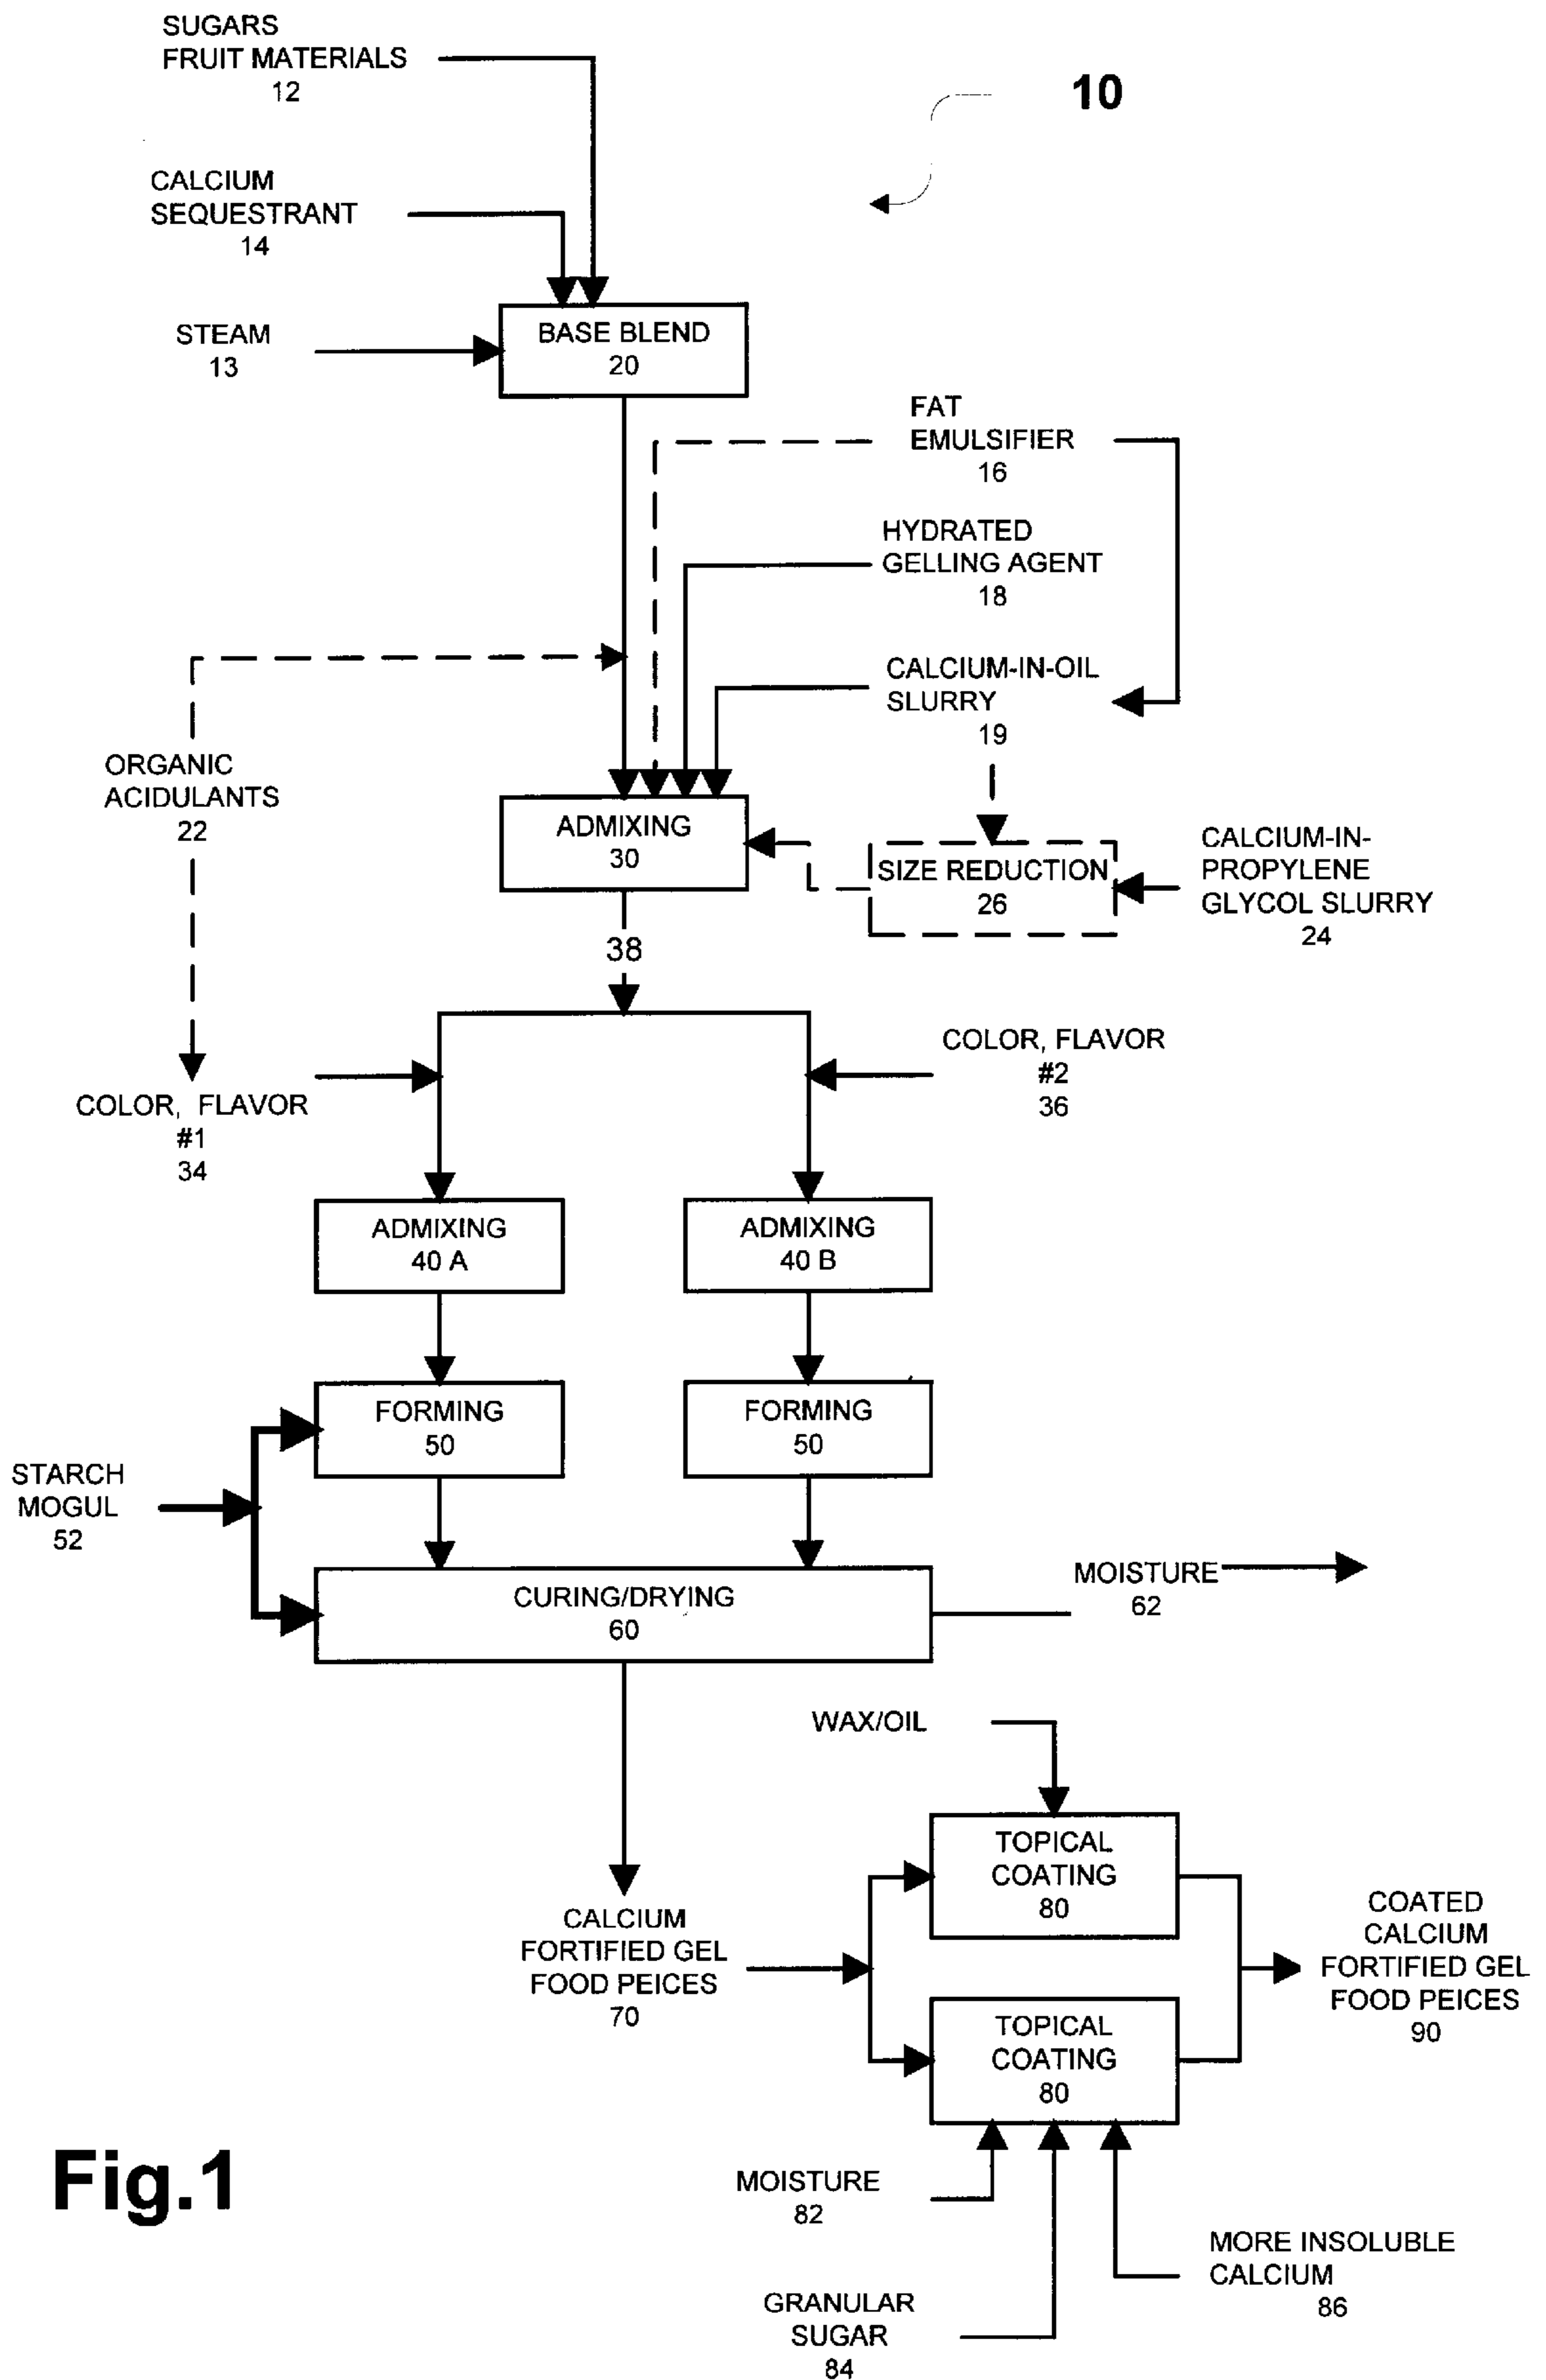 SUGARS
FRUIT MATERIALS
12
10
CALCIUM
SEQUESTRANT
14
STEAM
13
BASE BLEND
20
FAT
EMULSIFIER
16
HYDRATED
GELLING AGENT
18
CALCIUM-IN-OIL
SLURRY
19
ORGANIC
ACIDULANTS
22
ADMIXING
30
SIZE REDUCTION
26
CALCIUM-IN-
PROPYLENE
GLYCOL SLURRY
24
38
COLOR, FLAVOR
#1
34
COLOR, FLAVOR
#2
36
ADMIXING
40 A
ADMIXING
40 B
FORMING
50
FORMING
50
STARCH
MOGUL
52
CURING/DRYING
60
MOISTURE
62
WAX/OIL
TOPICAL
COATING
80
CALCIUM
FORTIFIED GEL
FOOD PEICES
70
COATED
CALCIUM
FORTIFIED GEL
FOOD PEICES
90
TOPICAL
COATING
80
MOISTURE
82
GRANULAR
SUGAR
84
MORE INSOLUBLE
CALCIUM
86
Fig.1